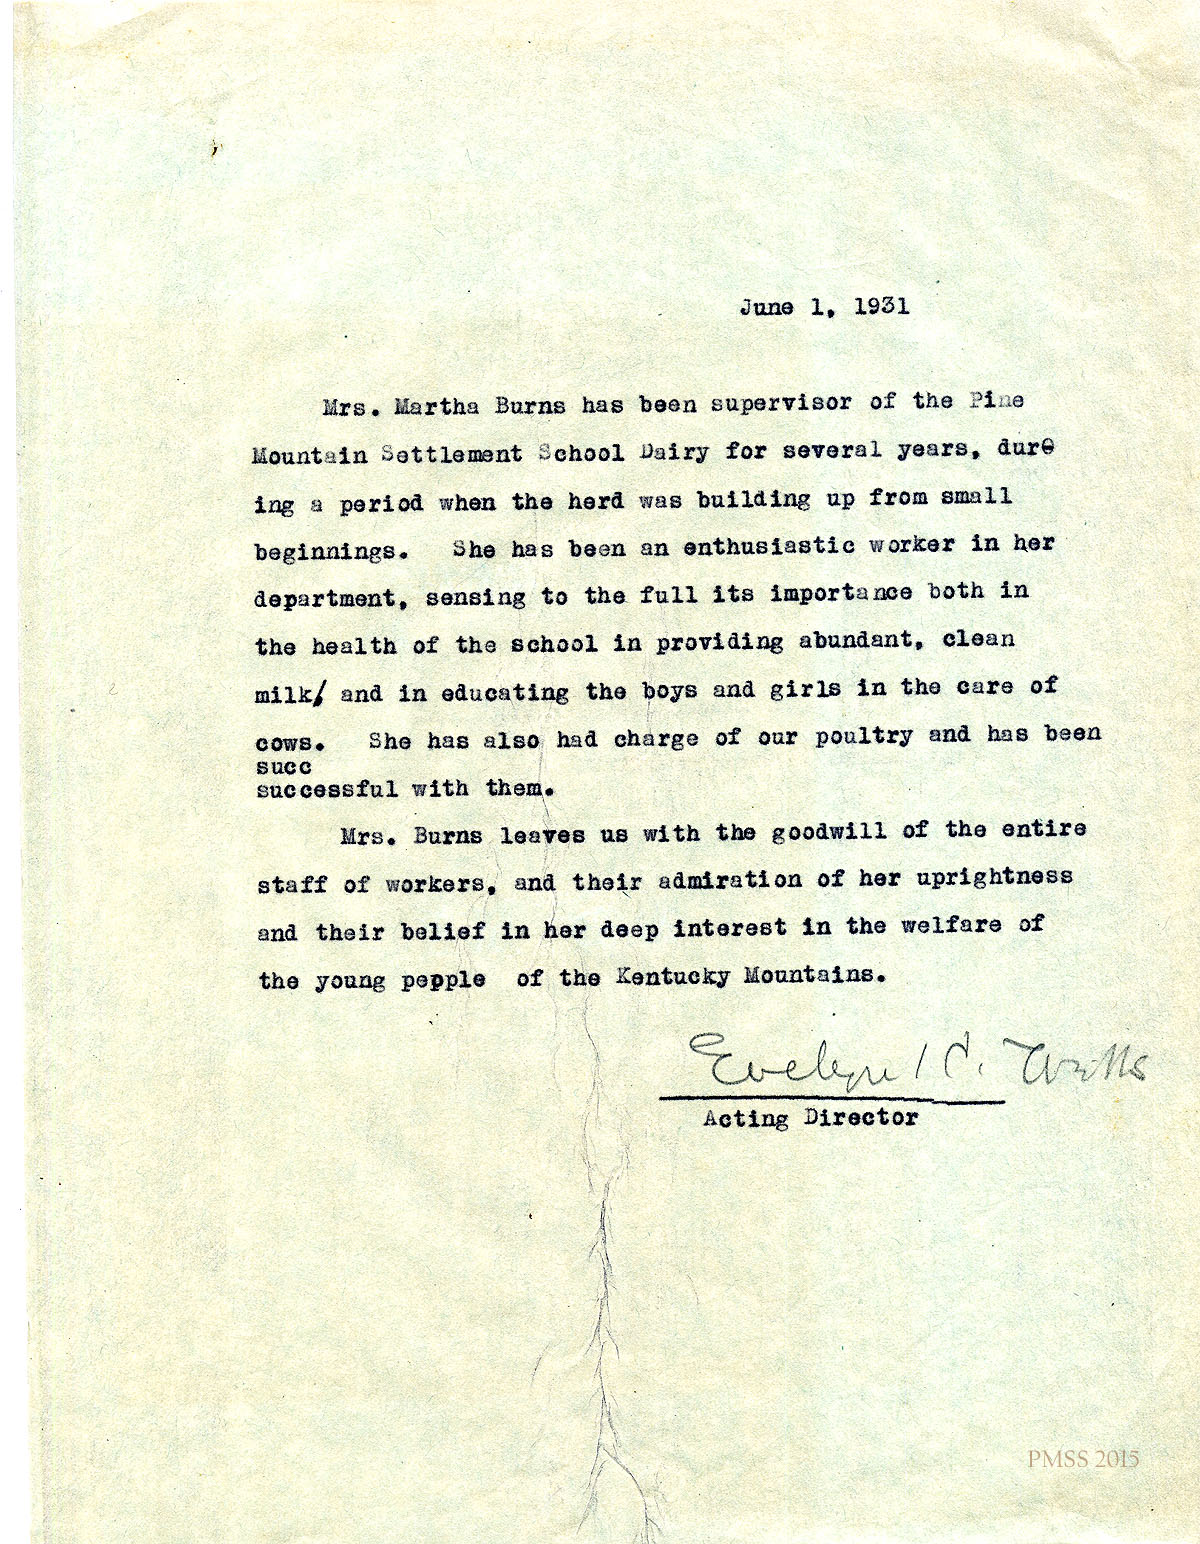 June 1, 1931
Mrs. Martha Burns has been supervisor of the Pine
Mountain Settlement School Dairy for several years, dure
ing a period when the herd was building up from small
beginnings. She has been an enthusiastic worker in her
department, sensing to the full its importance both in
the health of the school in providing abundant, clean
milk/ and in educating the boys and girls in the care of
cows. She has also had charge of our poultry and has been
succ
successful with them.
Mrs. Burns leaves us with the goodwill of the entire
staff of workers, and their admiration of her uprightness
and their belief in her deep interest in the welfare of
the young pepple of the Kentucky Mountains.
Evelyn K. Wells
Acting Director
PMSS 2015